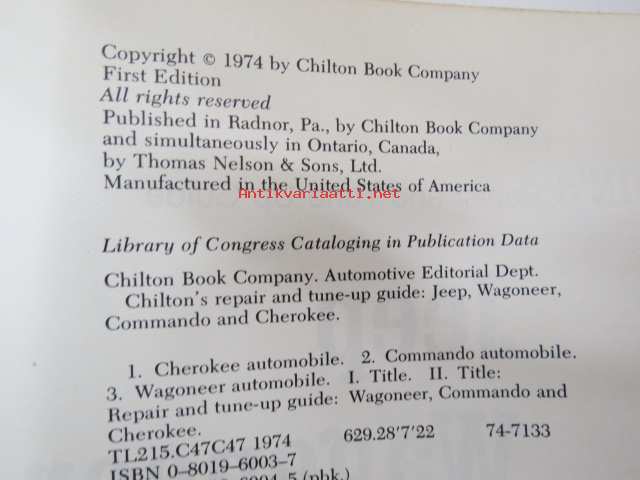 Copyright © 1974 by Chilton Book Company
First Edition
All rights reserved
Published in Radnor, Pa., by Chilton Book Company
and simultaneously in Ontario, Canada,
by Thomas Nelson & Sons, Ltd.
Manufactured in the United States of America
Antikvariaatti.net
Library of Congress Cataloging in Publication Data
Chilton Book Company. Automotive Editorial Dept.
Chilton's repair and tune-up guide: Jeep, Wagoneer,
Commando and Cherokee.
1. Cherokee automobile. 2. Commando automobile.
3. Wagoneer automobile. I. Title. II. Title:
Repair and tune-up guide: Wagoneer, Commando and
Cherokee.
TL215.C47C47 1974 629.28'7'22 74-7133
ISBN 0-8019-6003-7
(pbk.)